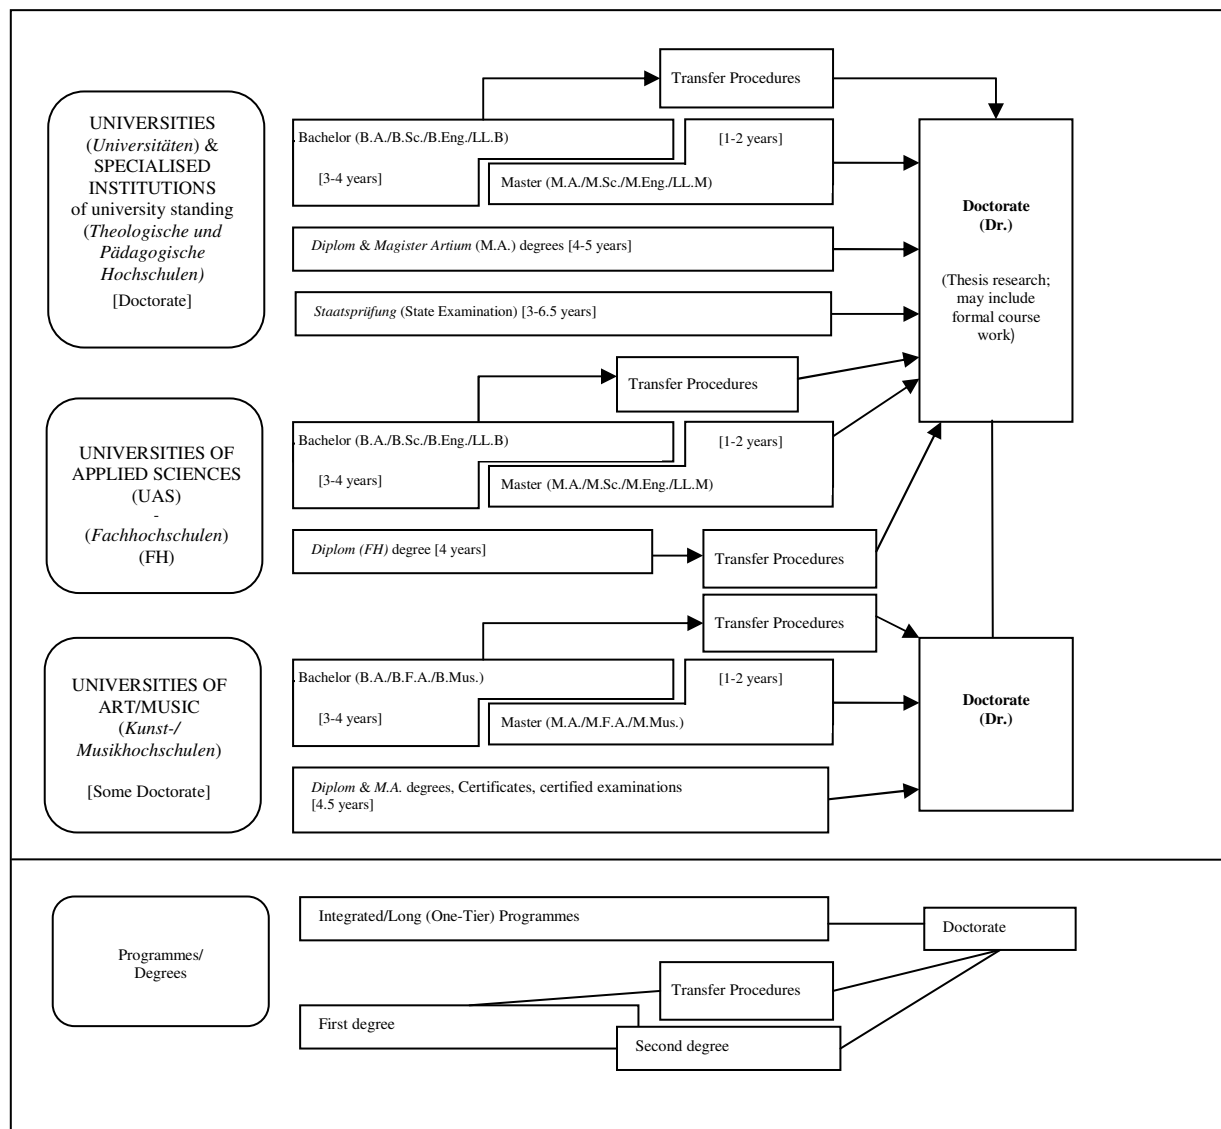 Transfer Procedures
UNIVERSITIES
(Universitäten) &
SPECIALISED
INSTITUTIONS
of university standing
(Theologische und
Pädagogische
Hochschulen)
[Doctorate]
. Bachelor (B.A./B.Sc./B.Eng./LL.B)
[3-4 years]
[1-2 years]
Master (M.A./M.Sc./M.Eng./LL.M)
Diplom & Magister Artium (M.A.) degrees [4-5 years]
Staatsprüfung (State Examination) [3-6.5 years]
Doctorate
(Dr.)
(Thesis research;
may include
formal course
work)
Transfer Procedures
UNIVERSITIES OF
APPLIED SCIENCES
(UAS)
-
(Fachhochschulen)
(FH)
. Bachelor (B.A./B.Sc./B.Eng./LL.B)
[3-4 years]
[1-2 years]
Master (M.A./M.Sc./M.Eng./LL.M)
Diplom (FH) degree [4 years]
Transfer Procedures
Transfer Procedures
UNIVERSITIES OF
ART/MUSIC
(Kunst-/
Musikhochschulen)
[Some Doctorate]
. Bachelor (B.A./B.F.A./B.Mus.)
[3-4 years]
[1-2 years]
Master (M.A./M.F.A./M.Mus.)
Diplom & M.A. degrees, Certificates, certified examinations
[4.5 years]
Doctorate
(Dr.)
Programmes/
Degrees
Integrated/Long (One-Tier) Programmes
Doctorate
Transfer Procedures
First degree
Second degree